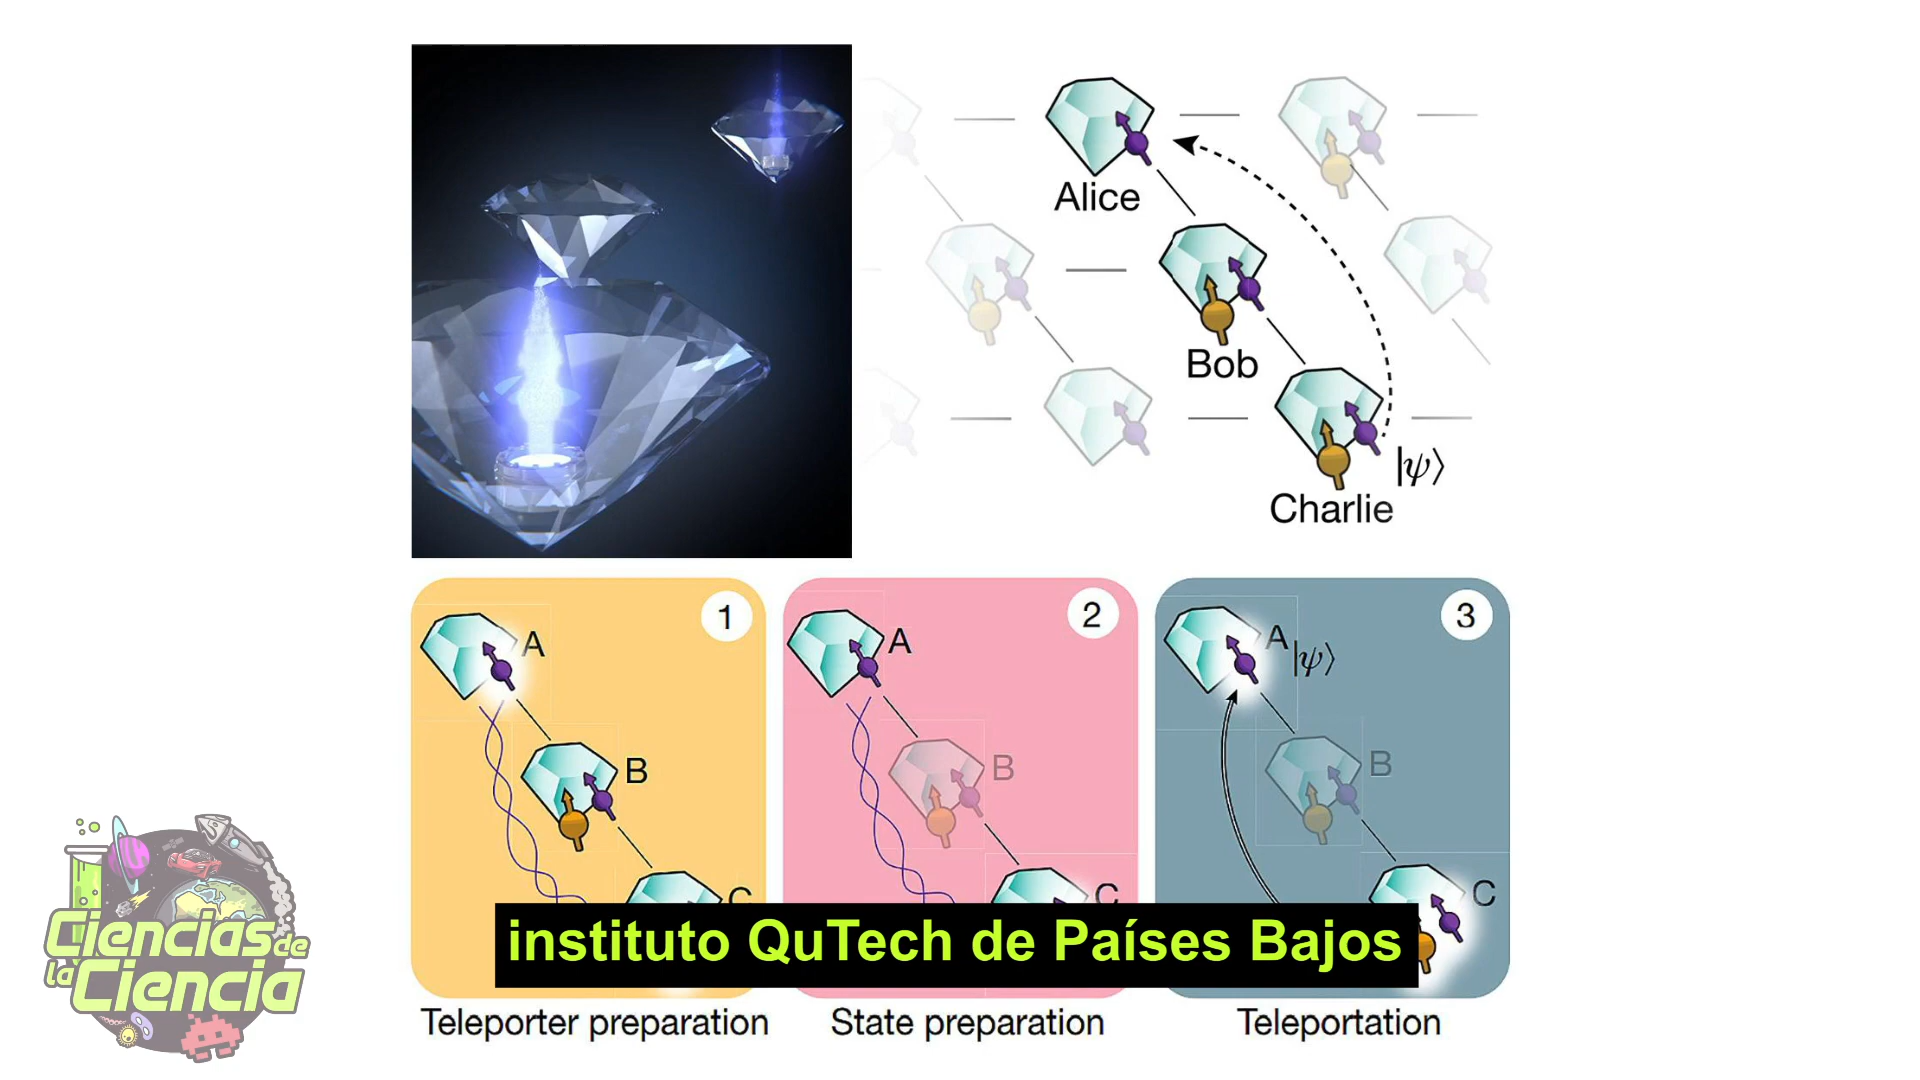 Alice
Bob
Charlie
|ψ⟩
1
A
B
C
2
A
B
C
3
A
|ψ⟩
B
C
instituto QuTech de Países Bajos
Teleporter preparation
State preparation
Teleportation
Ciencias de
la Ciencia